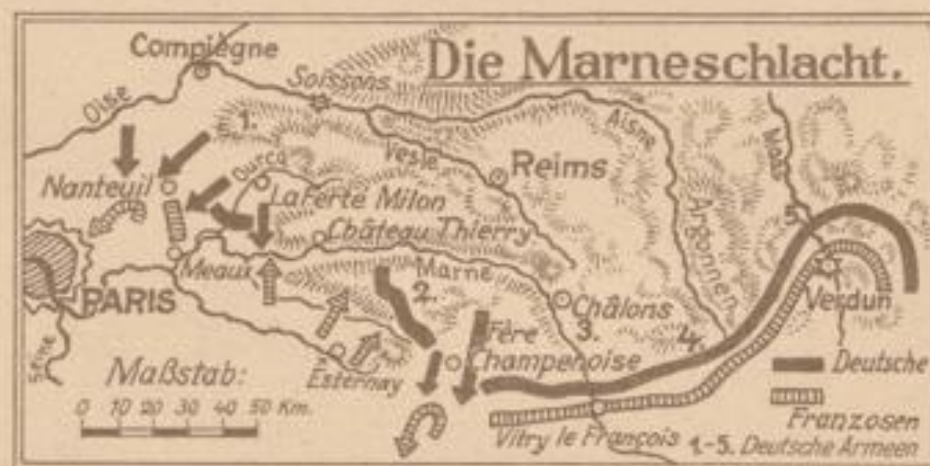 Die Marneschlacht.
Compiègne
Soissons
Oise
Aisne
Maas
1.
Vesle
Reims
Ourcq
Nanteuil
La Ferté Milon
Argonnen
5.
Château Thierry
Meaux
Marne
2.
PARIS
Châlons
Verdun
3.
4.
Fère
Champenoise
Seine
Esternay
Maßstab:
0 10 20 30 40 50 Km.
Deutsche
Franzosen
Vitry le François
1.-5. Deutsche Armeen